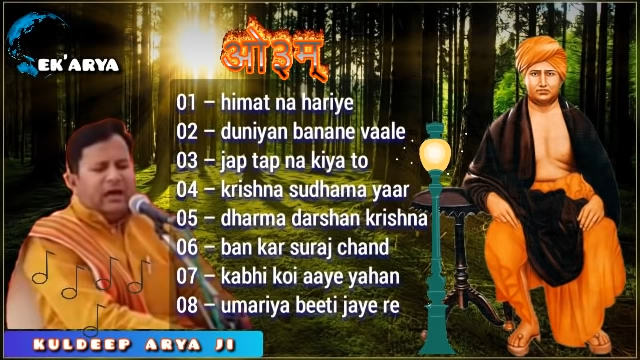 EK'ARYA
ओ३म्
01 – himat na hariye
02 – duniyan banane vaale
03 – jap tap na kiya to
04 – krishna sudhama yaar
05 – dharma darshan krishna
06 – ban kar suraj chand
07 – kabhi koi aaye yahan
08 – umariya beeti jaye re
KULDEEP ARYA JI